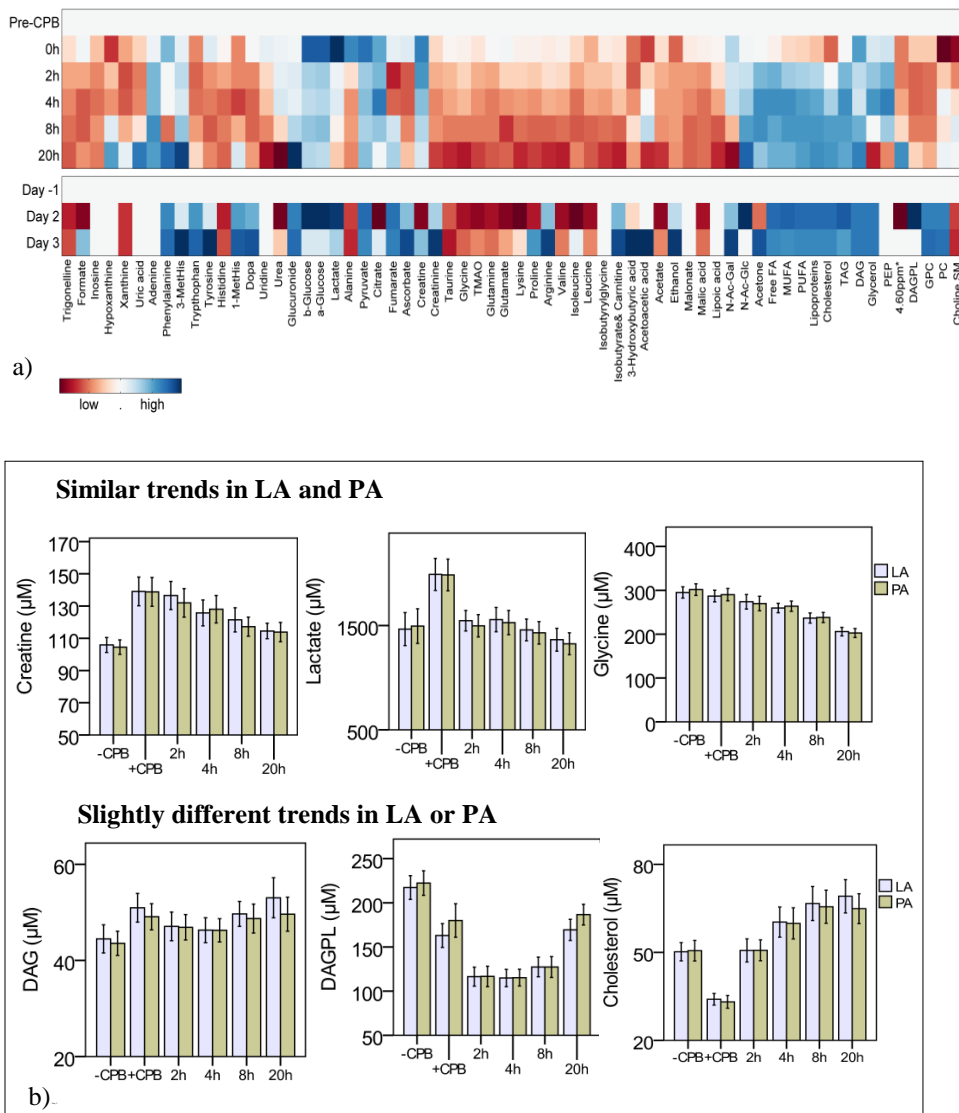 Pre-CPB
0h
2h
4h
8h
20h
Day -1
Day 2
Day 3
Trigonelline
Formate
Inosine
Hypoxanthine
Xanthine
Uric acid
Adenine
Phenylalanine
3-MetHis
Trypthophan
Tyrosine
Histidine
1-MetHis
Dopa
Uridine
Urea
Glucuronide
b-Glucose
a-Glucose
Lactate
Alanine
Pyruvate
Citrate
Fumarate
Ascorbate
Creatine
Creatinine
Taurine
Glycine
TMAO
Glutamine
Glutamate
Lysine
Proline
Arginine
Valine
Isoleucine
Leucine
Isobutyrylglycine
Isobutyrate& Carnitine
3-Hydroxybutyric acid
Acetoacetic acid
Acetate
Ethanol
Malonate
Malic acid
Lipoic acid
N-Ac-Gal
N-Ac-Glc
Acetone
Free FA
MUFA
PUFA
Lipoproteins
Cholesterol
TAG
DAG
Glycerol
PEP
4.60ppm*
DAGPL
GPC
PC
Choline SM
a)
low . high
Similar trends in LA and PA
Creatine (µM)
170
150
130
110
90
70
50
-CPB
+CPB
2h
4h
8h
20h
Lactate (µM)
1500
500
-CPB
+CPB
2h
4h
8h
20h
Glycine (µM)
400
300
200
100
0
-CPB
+CPB
2h
4h
8h
20h
LA
PA
Slightly different trends in LA or PA
DAG (µM)
60
40
20
-CPB +CPB 2h 4h 8h 20h
DAGPL (µM)
250
200
150
100
50
-CPB
+CPB
2h
4h
8h
20h
Cholesterol (µM)
80
50
20
-CPB +CPB 2h 4h 8h 20h
LA
PA
b)